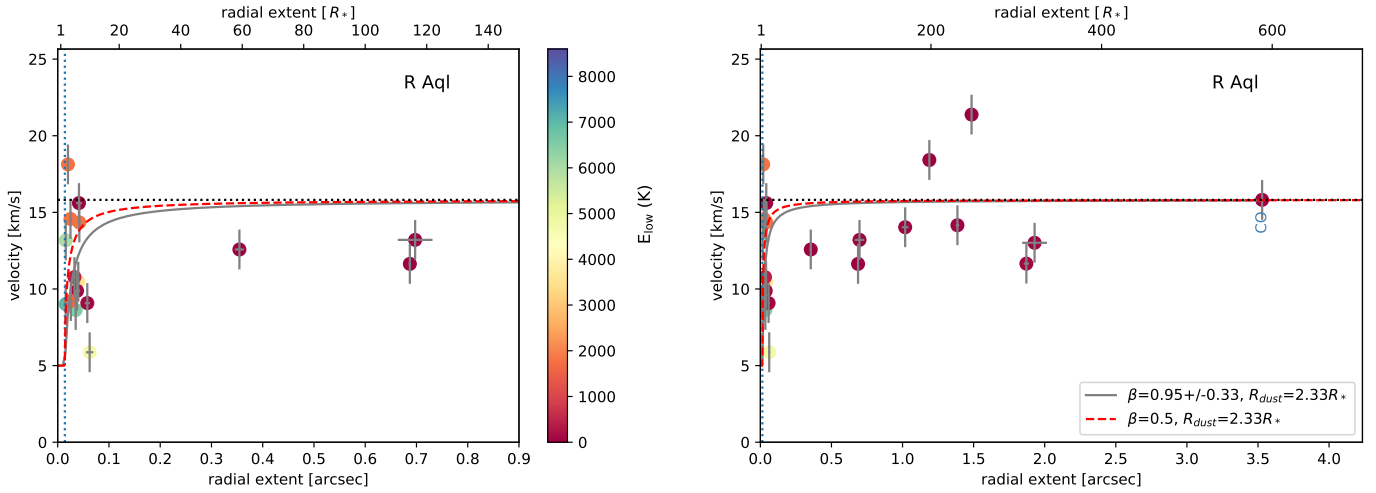 radial extent [R*]
1 20 40 60 80 100 120 140
25
20
15
10
5
0
velocity [km/s]
R Aql
0.0 0.1 0.2 0.3 0.4 0.5 0.6 0.7 0.8 0.9
radial extent [arcsec]
8000
7000
6000
5000
4000
3000
2000
1000
0
E_low (K)
radial extent [R*]
1 200 400 600
25
20
15
10
5
0
velocity [km/s]
R Aql
CO
β=0.95+/-0.33, R_dust=2.33R*
β=0.5, R_dust=2.33R*
0.0 0.5 1.0 1.5 2.0 2.5 3.0 3.5 4.0
radial extent [arcsec]